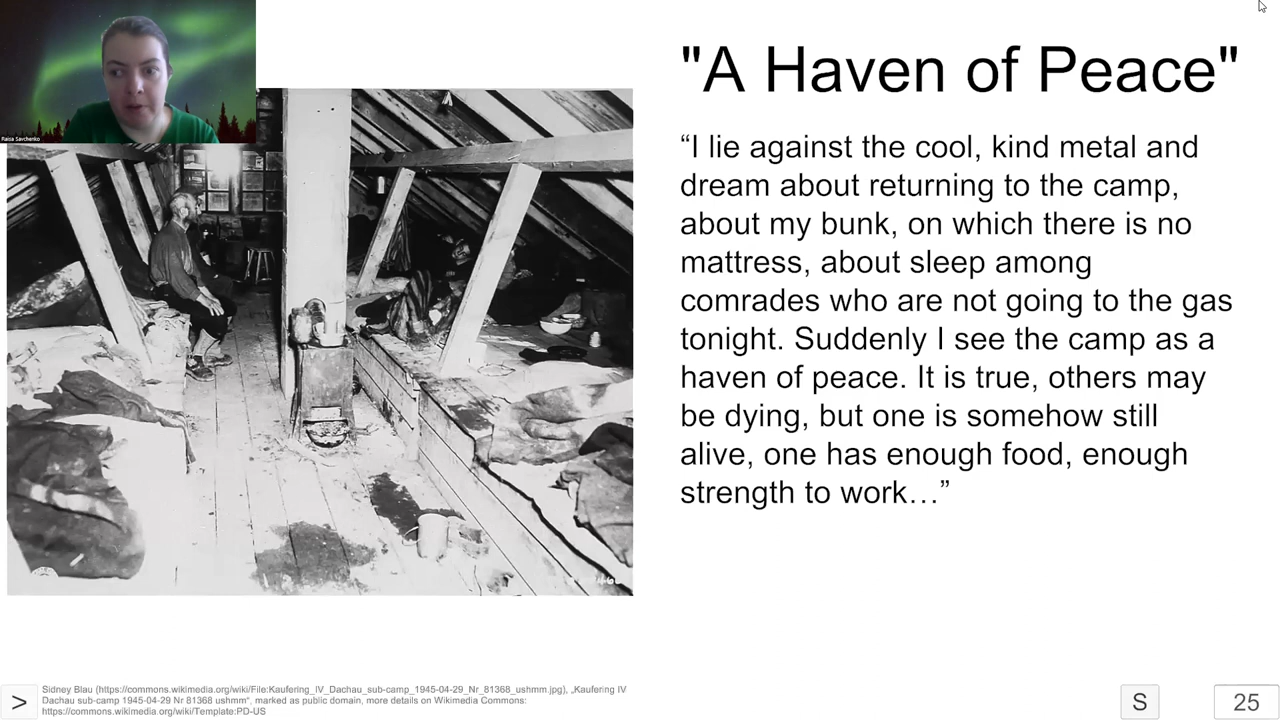 Raisa Savchenko
"A Haven of Peace"
“I lie against the cool, kind metal and
dream about returning to the camp,
about my bunk, on which there is no
mattress, about sleep among
comrades who are not going to the gas
tonight. Suddenly I see the camp as a
haven of peace. It is true, others may
be dying, but one is somehow still
alive, one has enough food, enough
strength to work…”
>
Sidney Blau (https://commons.wikimedia.org/wiki/File:Kaufering_IV_Dachau_sub-camp_1945-04-29_Nr_81368_ushmm.jpg), „Kaufering IV
Dachau sub-camp 1945-04-29 Nr 81368 ushmm“, marked as public domain, more details on Wikimedia Commons:
https://commons.wikimedia.org/wiki/Template:PD-US
S
25